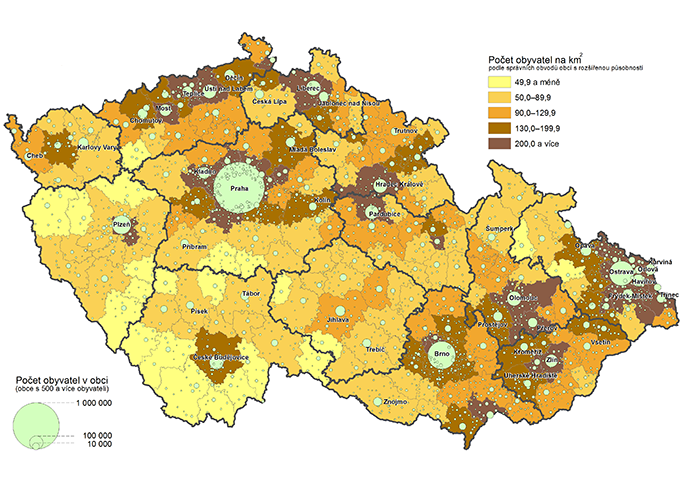 Počet obyvatel na km²
podle správních obvodů obcí s rozšířenou působností
49,9 a méně
50,0–89,9
90,0–129,9
130,0–199,9
200,0 a více
Děčín
Teplice
Ústí nad Labem
Liberec
Most
Česká Lípa
Jablonec nad Nisou
Chomutov
Trutnov
Cheb
Karlovy Vary
Mladá Boleslav
Kladno
Praha
Hradec Králové
Kolín
Pardubice
Plzeň
Šumperk
Příbram
Opava
Karviná
Ostrava
Orlová
Havířov
Tábor
Frýdek-Místek
Třinec
Olomouc
Písek
Jihlava
Prostějov
Přerov
Vsetín
České Budějovice
Třebíč
Brno
Kroměříž
Zlín
Uherské Hradiště
Znojmo
Počet obyvatel v obci
(obce s 500 a více obyvateli)
1 000 000
100 000
10 000